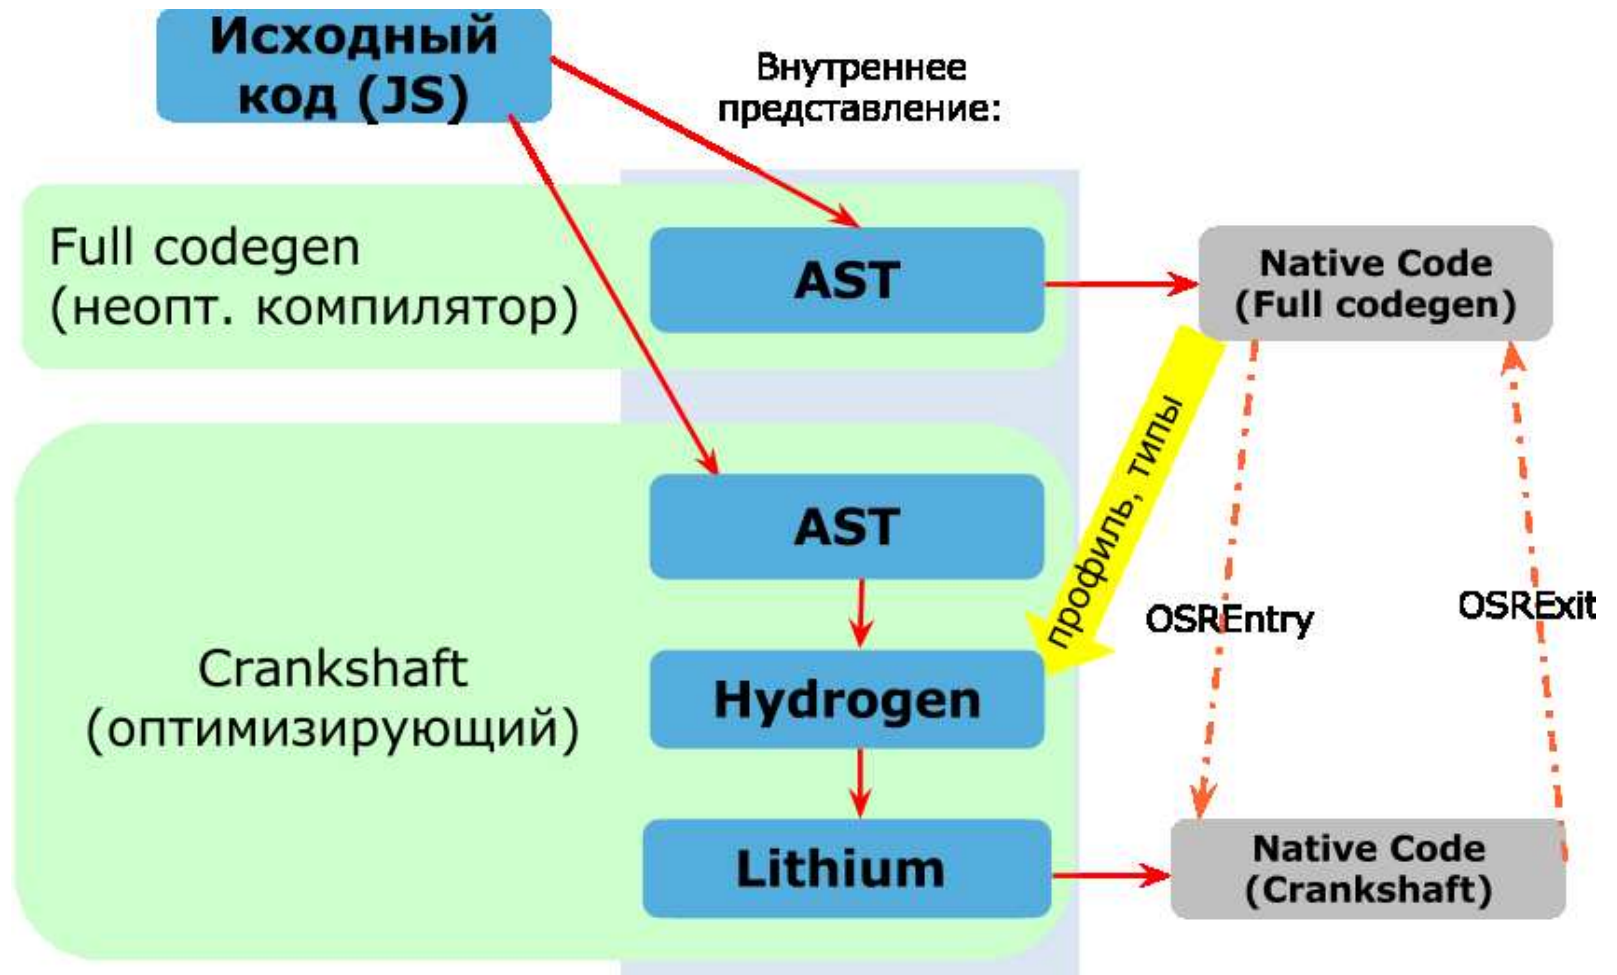 Исходный
код (JS)
Внутреннее
представление:
Full codegen
(неопт. компилятор)
AST
Native Code
(Full codegen)
профиль, типы
AST
OSREntry
OSRExit
Crankshaft
(оптимизирующий)
Hydrogen
Lithium
Native Code
(Crankshaft)